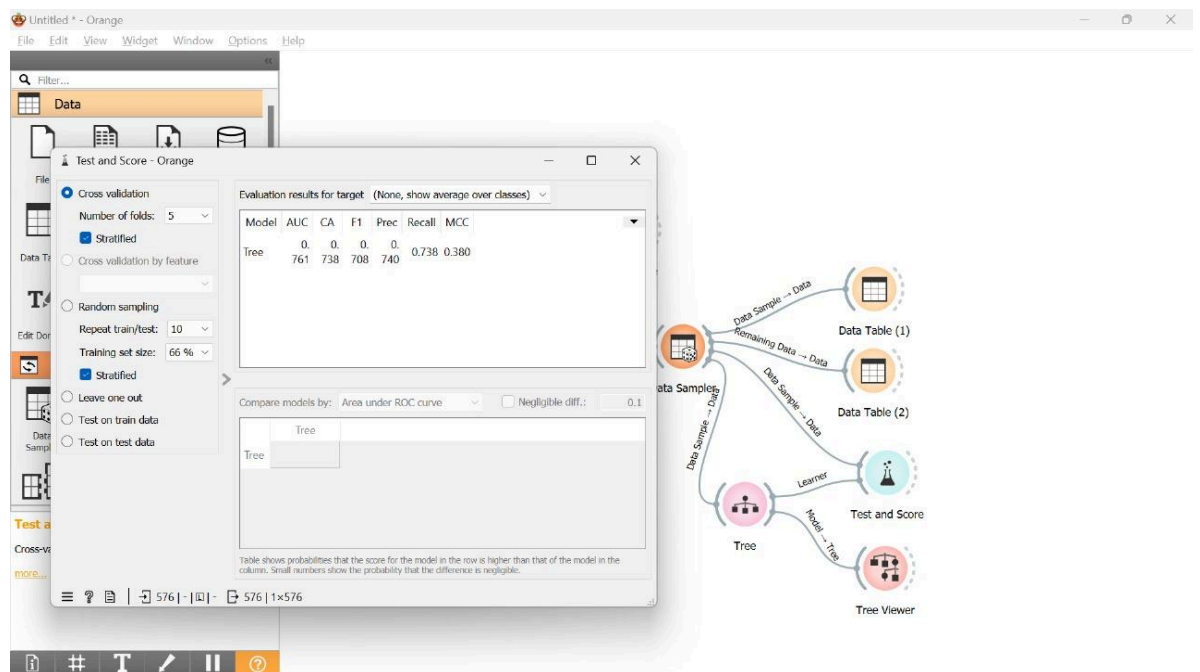 Untitled * - Orange
File Edit View Widget Window Options Help
Filter...
Data
File
Data Ta
Edit Dor
Data
Sampl
Test a
Cross-va
more...
Test and Score - Orange
Cross validation
Number of folds: 5
Stratified
Cross validation by feature
Random sampling
Repeat train/test: 10
Training set size: 66 %
Stratified
Leave one out
Test on train data
Test on test data
Evaluation results for target (None, show average over classes)
Model AUC CA F1 Prec Recall MCC
Tree 0.761 0.738 0.708 0.740 0.738 0.380
Compare models by: Area under ROC curve Negligible diff.: 0.1
Tree
Tree
Table shows probabilities that the score for the model in the row is higher than that of the model in the
column. Small numbers show the probability that the difference is negligible.
576 | - | - 576 | 1×576
ata Sampler
Data Sample → Data
Remaining Data → Data
Data Sample → Data
Data Sample → Data
Data Table (1)
Data Table (2)
Learner
Test and Score
Model → Tree
Tree
Tree Viewer